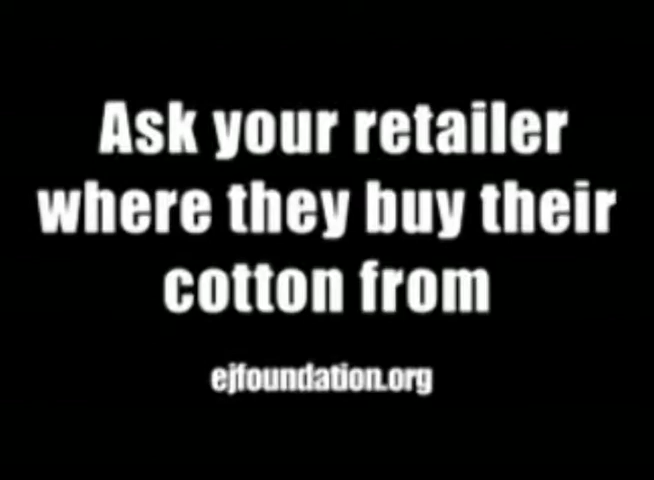 Ask your retailer
where they buy their
cotton from
ejfoundation.org